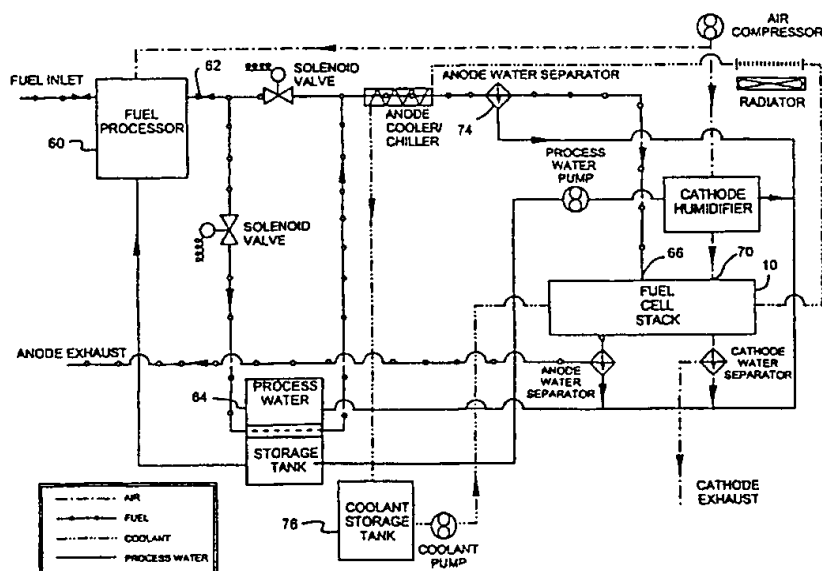 AIR
COMPRESSOR
FUEL INLET
62
SOLENOID
VALVE
ANODE WATER SEPARATOR
RADIATOR
FUEL
PROCESSOR
60
ANODE
COOLER/
CHILLER
74
PROCESS
WATER
PUMP
CATHODE
HUMIDIFIER
SOLENOID
VALVE
66
70
10
FUEL
CELL
STACK
ANODE EXHAUST
64
PROCESS
WATER
STORAGE
TANK
ANODE WATER
SEPARATOR
CATHODE
WATER
SEPARATOR
76
COOLANT
STORAGE
TANK
COOLANT
PUMP
CATHODE
EXHAUST
AIR
FUEL
COOLANT
PROCESS WATER